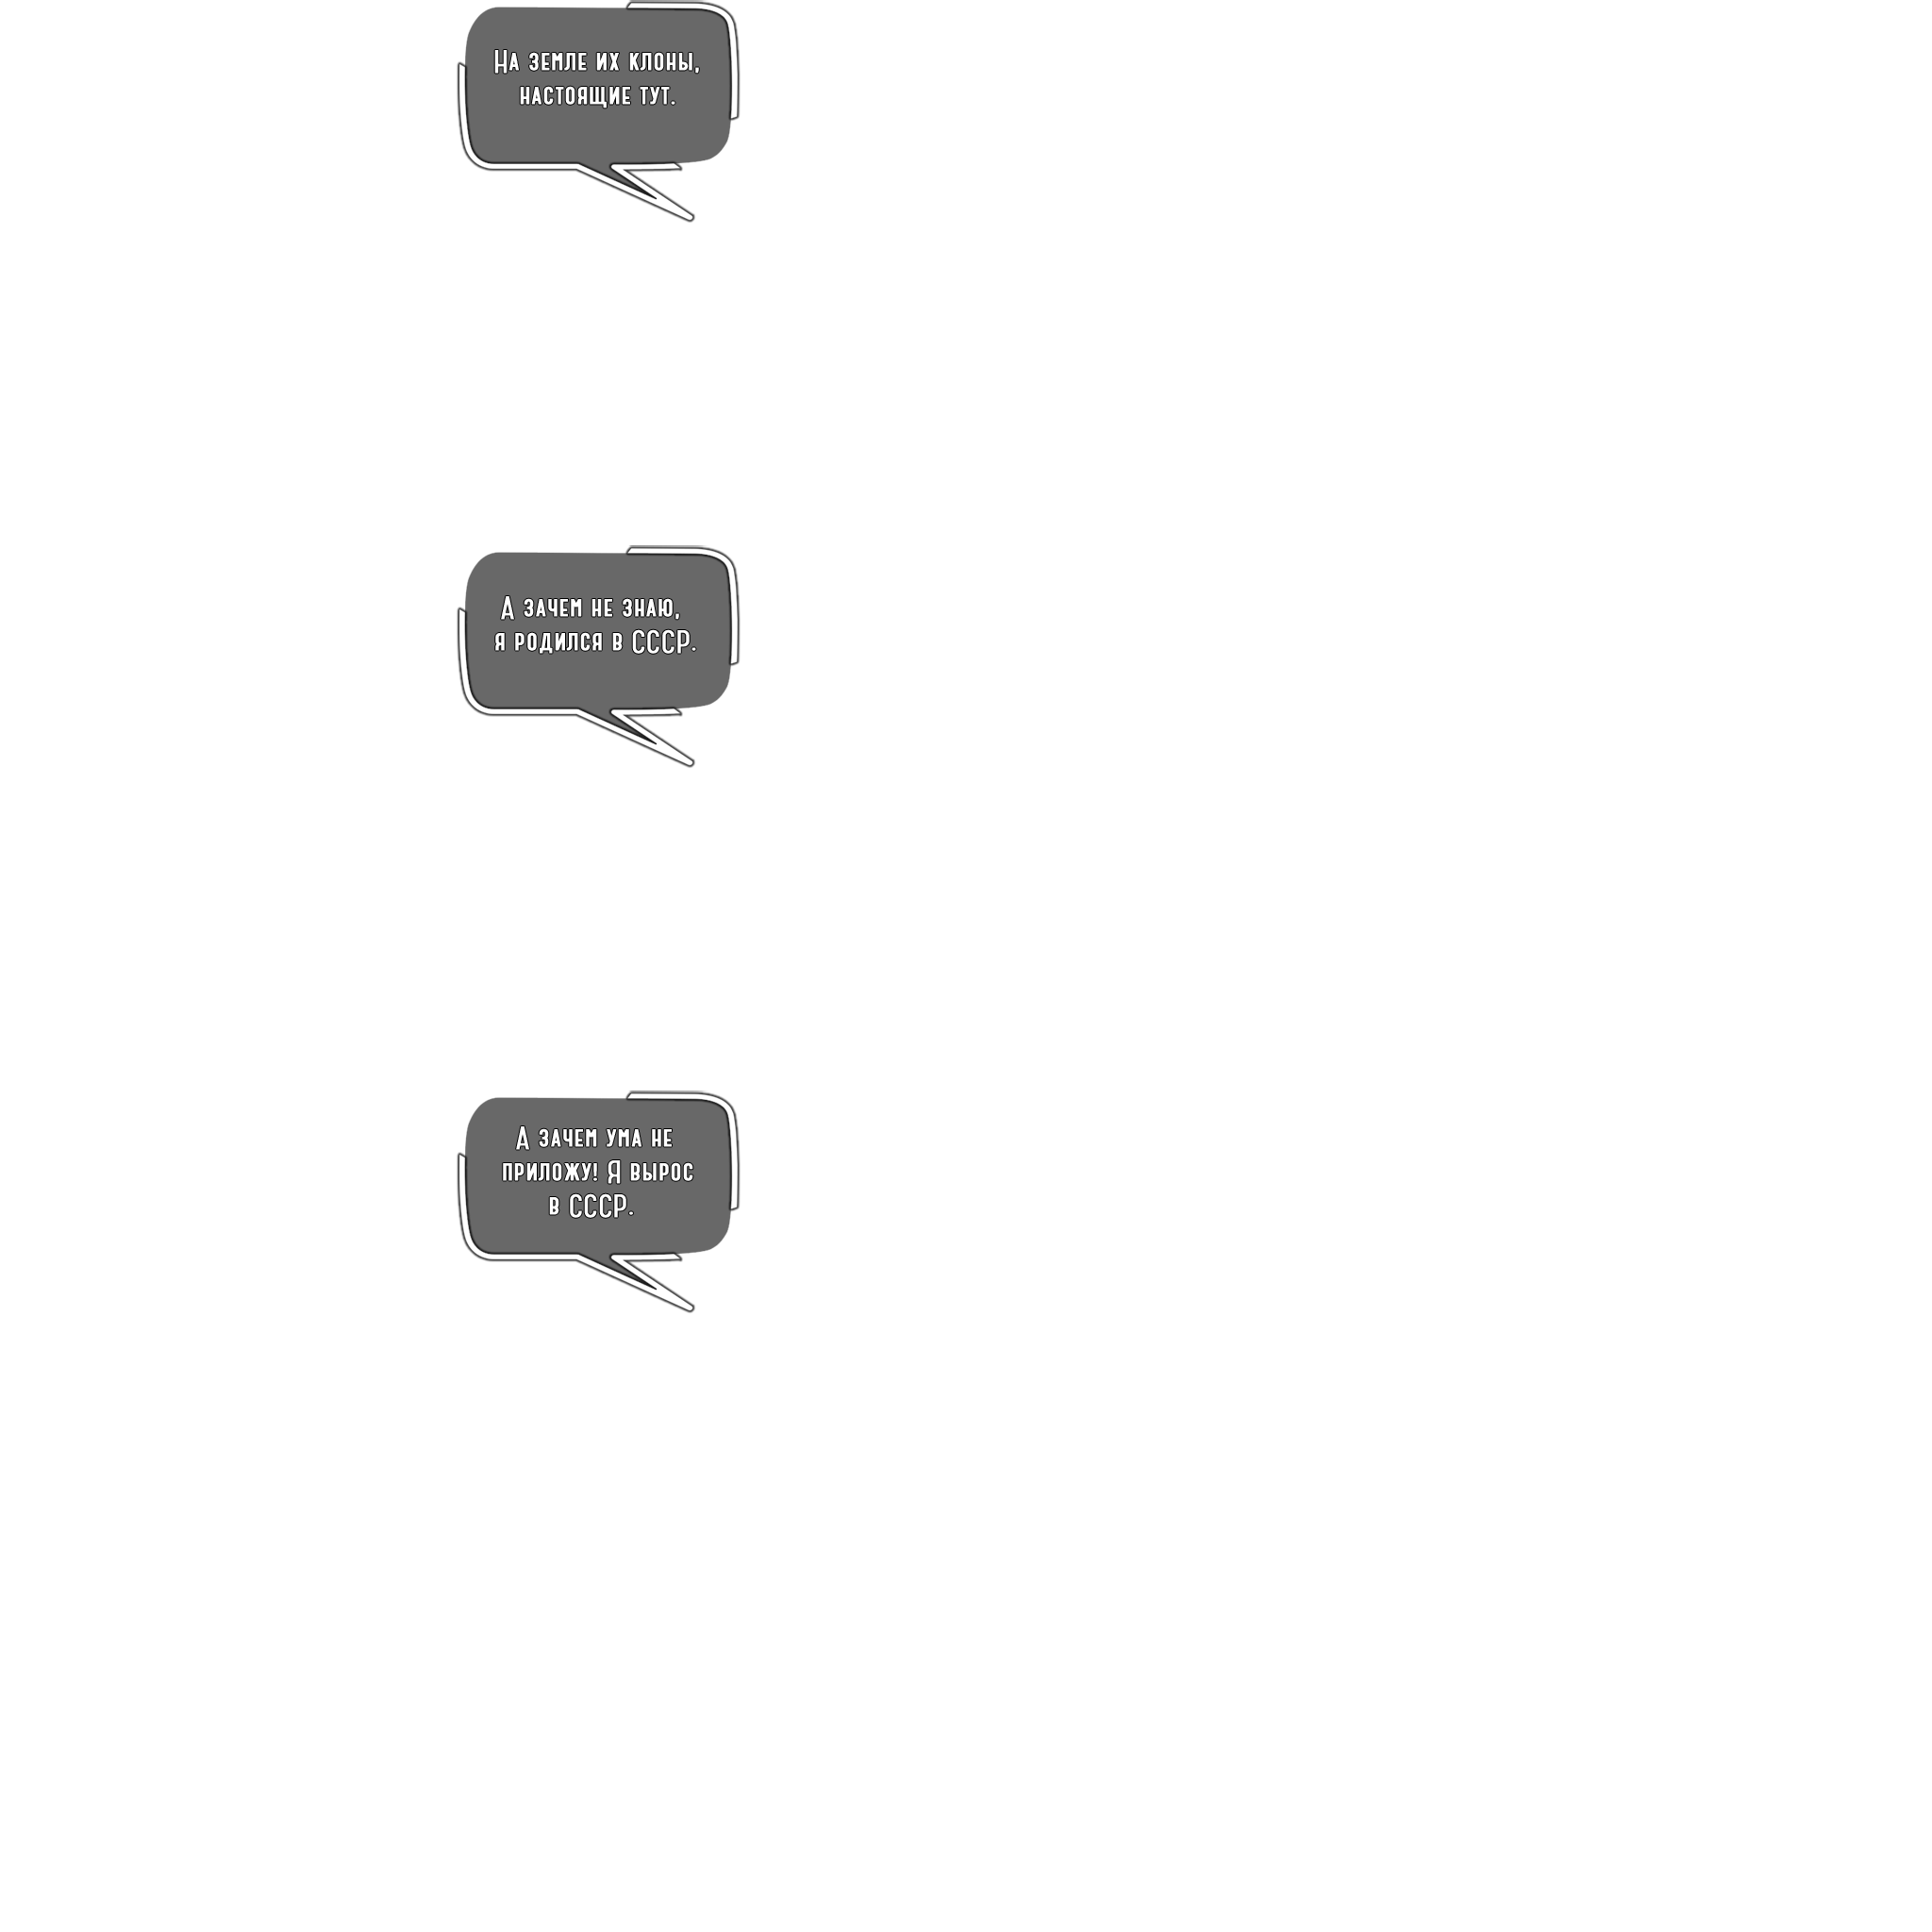 На земле их клоны,
настоящие тут.
А зачем не знаю,
я родился в СССР.
А зачем ума не
приложу! Я вырос
в СССР.